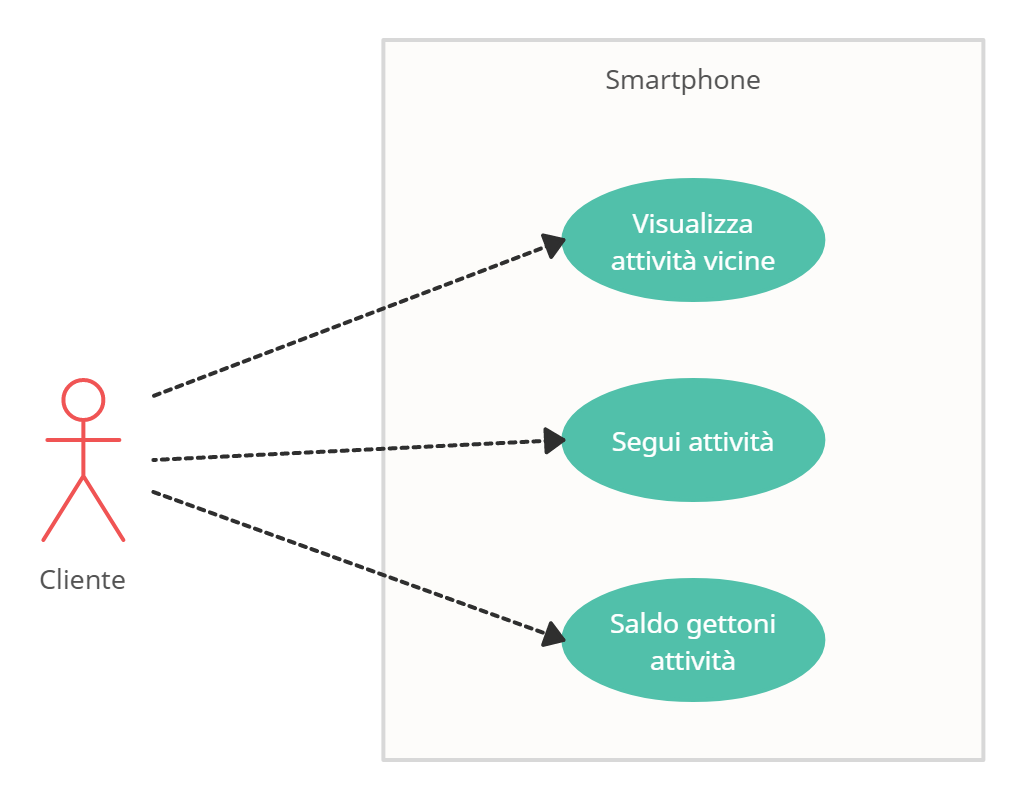 Smartphone
Visualizza
attività vicine
Segui attività
Cliente
Saldo gettoni
attività